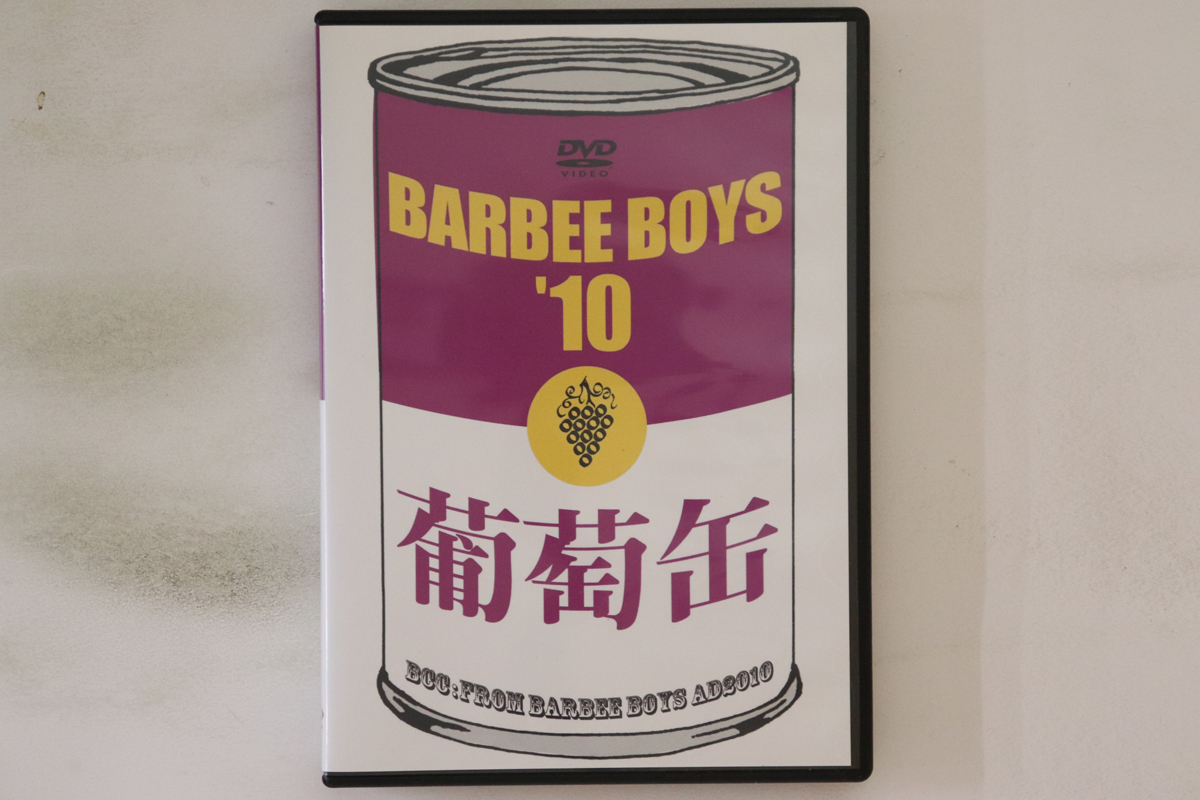 DVD
VIDEO
BARBEE BOYS
'10
葡萄缶
BCC:FROM BARBEE BOYS AD2010